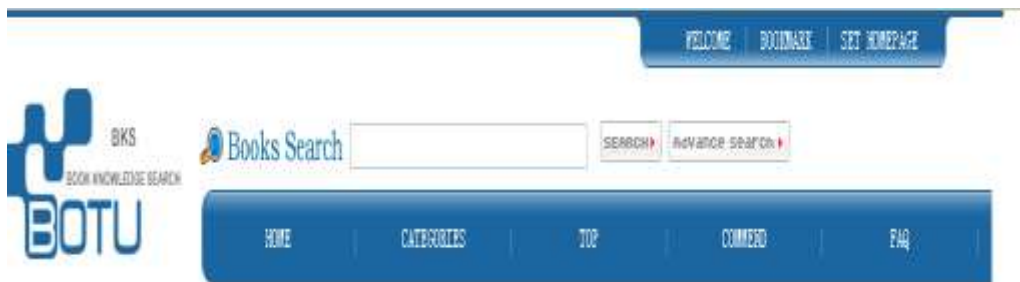 WELCOME BOOKMARK SET HOMEPAGE
BKS
BOOK KNOWLEDGE SEARCH
BOTU
Books Search SEARCH Advance search
HOME CATEGORIES TOP COMMEND FAQ